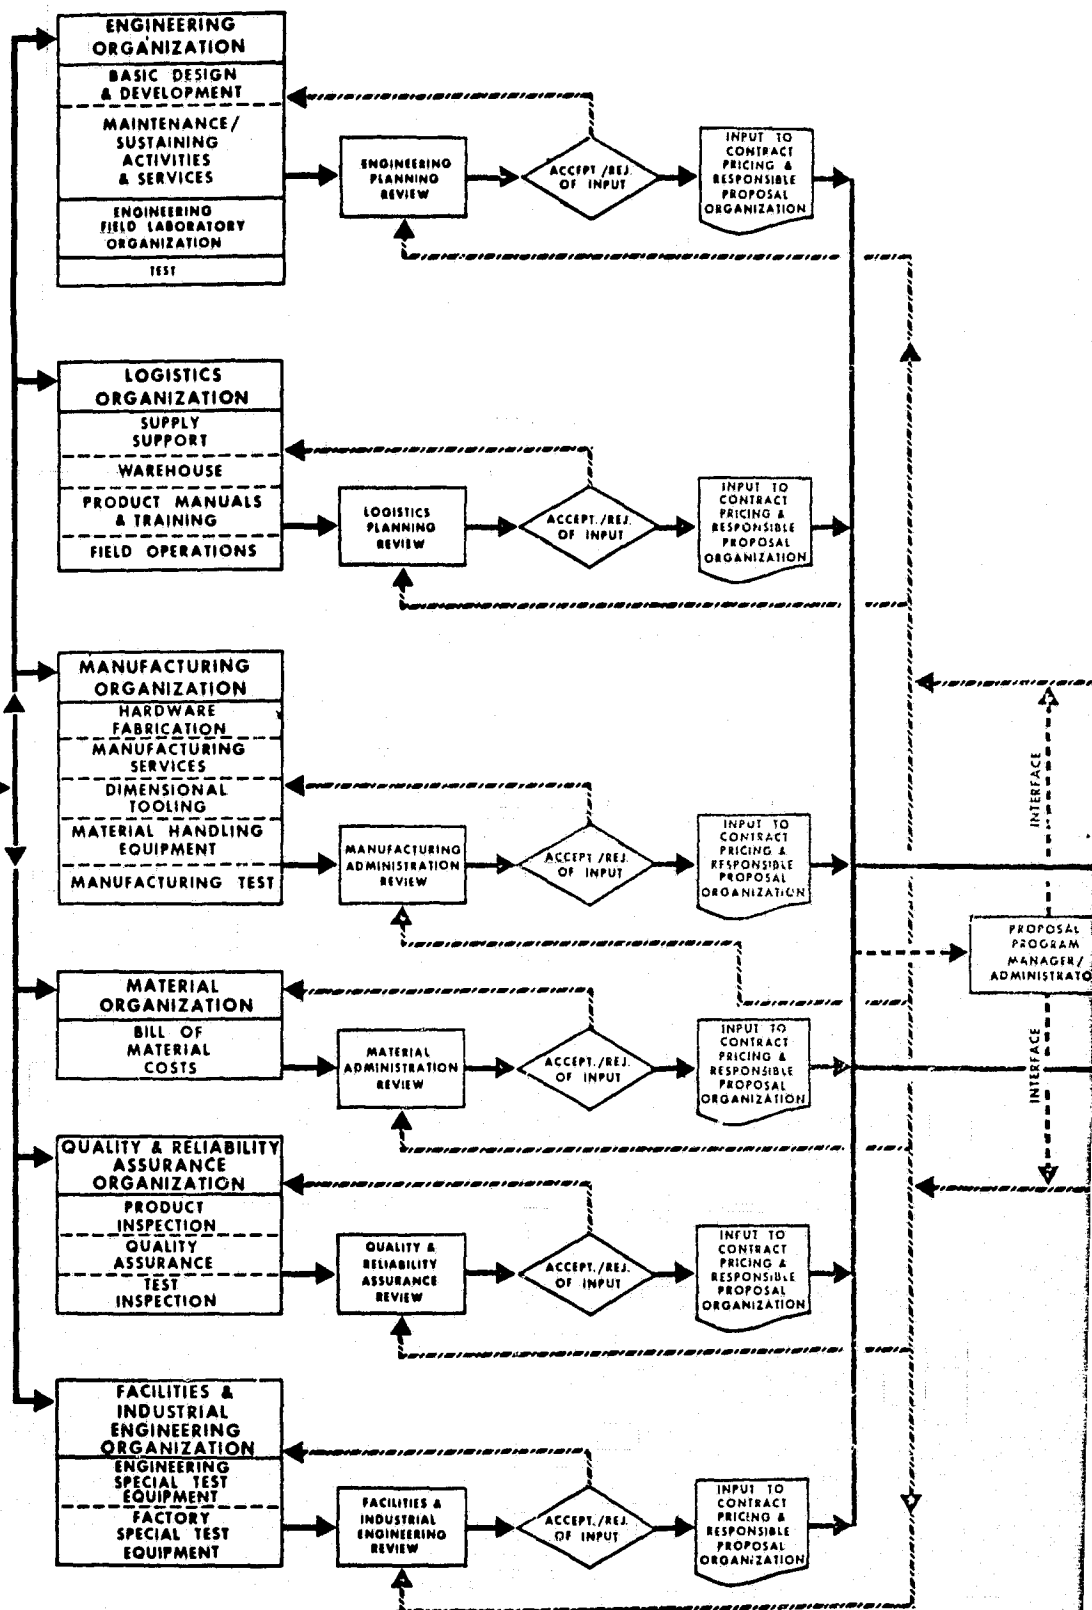 ENGINEERING
ORGANIZATION
BASIC DESIGN
& DEVELOPMENT
MAINTENANCE/
SUSTAINING
ACTIVITIES
& SERVICES
ENGINEERING
FIELD LABORATORY
ORGANIZATION
TEST
ENGINEERING
PLANNING
REVIEW
ACCEPT/REJ.
OF INPUT
INPUT TO
CONTRACT
PRICING &
RESPONSIBLE
PROPOSAL
ORGANIZATION
LOGISTICS
ORGANIZATION
SUPPLY
SUPPORT
WAREHOUSE
PRODUCT MANUALS
& TRAINING
FIELD OPERATIONS
LOGISTICS
PLANNING
REVIEW
ACCEPT./REJ.
OF INPUT
INPUT TO
CONTRACT
PRICING &
RESPONSIBLE
PROPOSAL
ORGANIZATION
MANUFACTURING
ORGANIZATION
HARDWARE
FABRICATION
MANUFACTURING
SERVICES
DIMENSIONAL
TOOLING
MATERIAL HANDLING
EQUIPMENT
MANUFACTURING TEST
MANUFACTURING
ADMINISTRATION
REVIEW
ACCEPT/REJ.
OF INPUT
INPUT TO
CONTRACT
PRICING &
RESPONSIBLE
PROPOSAL
ORGANIZATION
INTERFACE
PROPOSAL
PROGRAM
MANAGER/
ADMINISTRATO
INTERFACE
MATERIAL
ORGANIZATION
BILL OF
MATERIAL
COSTS
MATERIAL
ADMINISTRATION
REVIEW
ACCEPT./REJ.
OF INPUT
INPUT TO
CONTRACT
PRICING &
RESPONSIBLE
PROPOSAL
ORGANIZATION
QUALITY & RELIABILITY
ASSURANCE
ORGANIZATION
PRODUCT
INSPECTION
QUALITY
ASSURANCE
TEST
INSPECTION
QUALITY &
RELIABILITY
ASSURANCE
REVIEW
ACCEPT./REJ.
OF INPUT
INPUT TO
CONTRACT
PRICING &
RESPONSIBLE
PROPOSAL
ORGANIZATION
FACILITIES &
INDUSTRIAL
ENGINEERING
ORGANIZATION
ENGINEERING
SPECIAL TEST
EQUIPMENT
FACTORY
SPECIAL TEST
EQUIPMENT
FACILITIES &
INDUSTRIAL
ENGINEERING
REVIEW
ACCEPT./REJ.
OF INPUT
INPUT TO
CONTRACT
PRICING &
RESPONSIBLE
PROPOSAL
ORGANIZATION